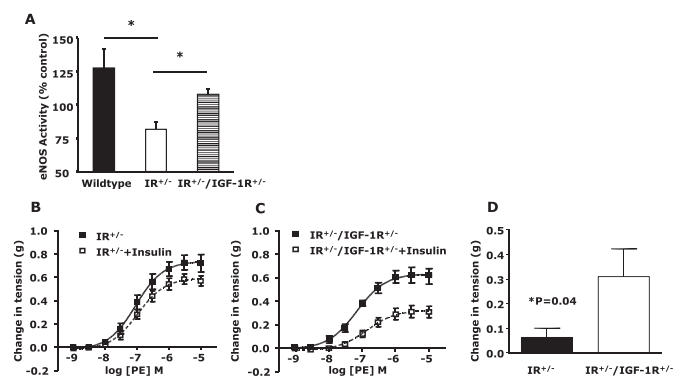 A
eNOS Activity (% control)
150
125
100
75
50
*
*
Wildtype IR+/- IR+/-/IGF-1R+/-
B
Change in tension (g)
1.0
0.8
0.6
0.4
0.2
0.0
-0.2
IR+/-
IR+/-+Insulin
-9 -8 -7 -6 -5
log [PE] M
C
Change in tension (g)
1.0
0.8
0.6
0.4
0.2
0.0
-0.2
IR+/-/IGF-1R+/-
IR+/-/IGF-1R+/-+Insulin
-9 -8 -7 -6 -5
log [PE] M
D
Change in tension (g)
0.5
0.4
0.3
0.2
0.1
0.0
*P=0.04
IR+/- IR+/-/IGF-1R+/-